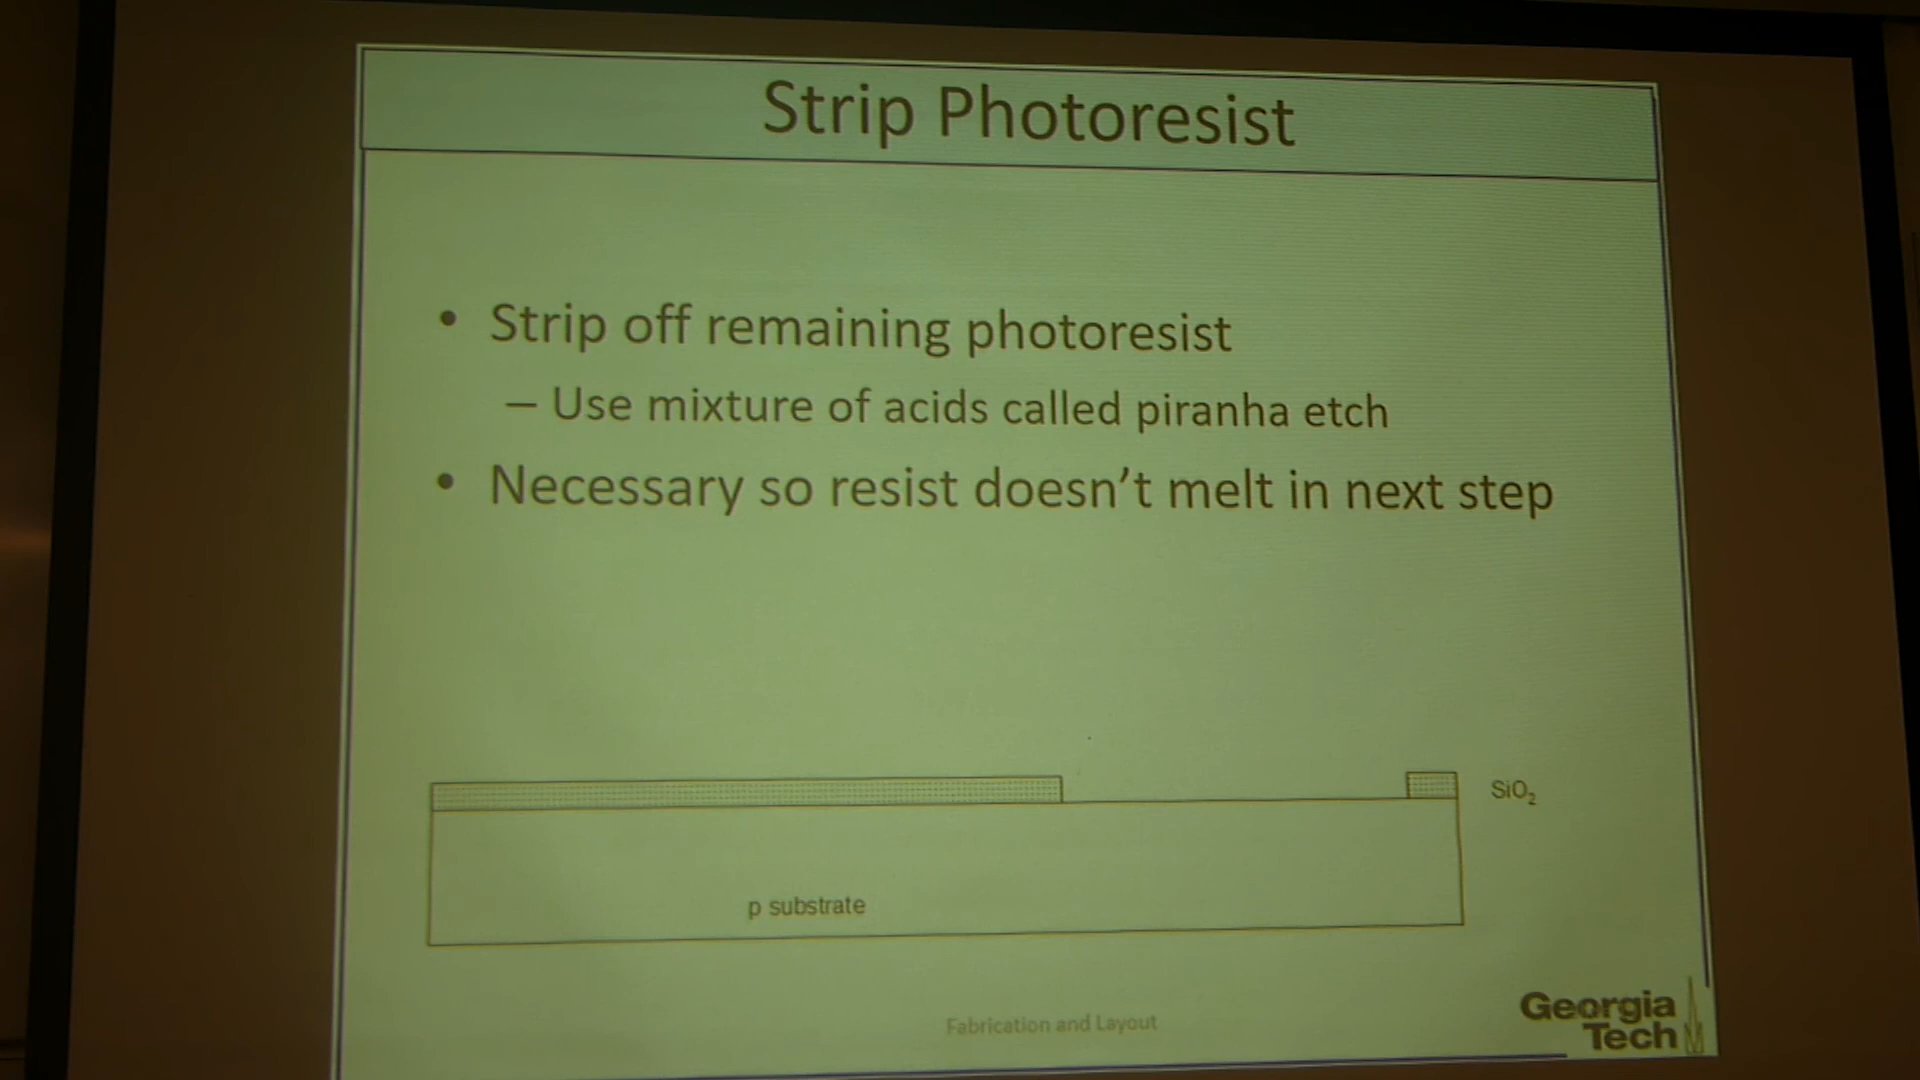 Strip Photoresist
• Strip off remaining photoresist
– Use mixture of acids called piranha etch
• Necessary so resist doesn't melt in next step
SiO₂
p substrate
Fabrication and Layout
Georgia
Tech